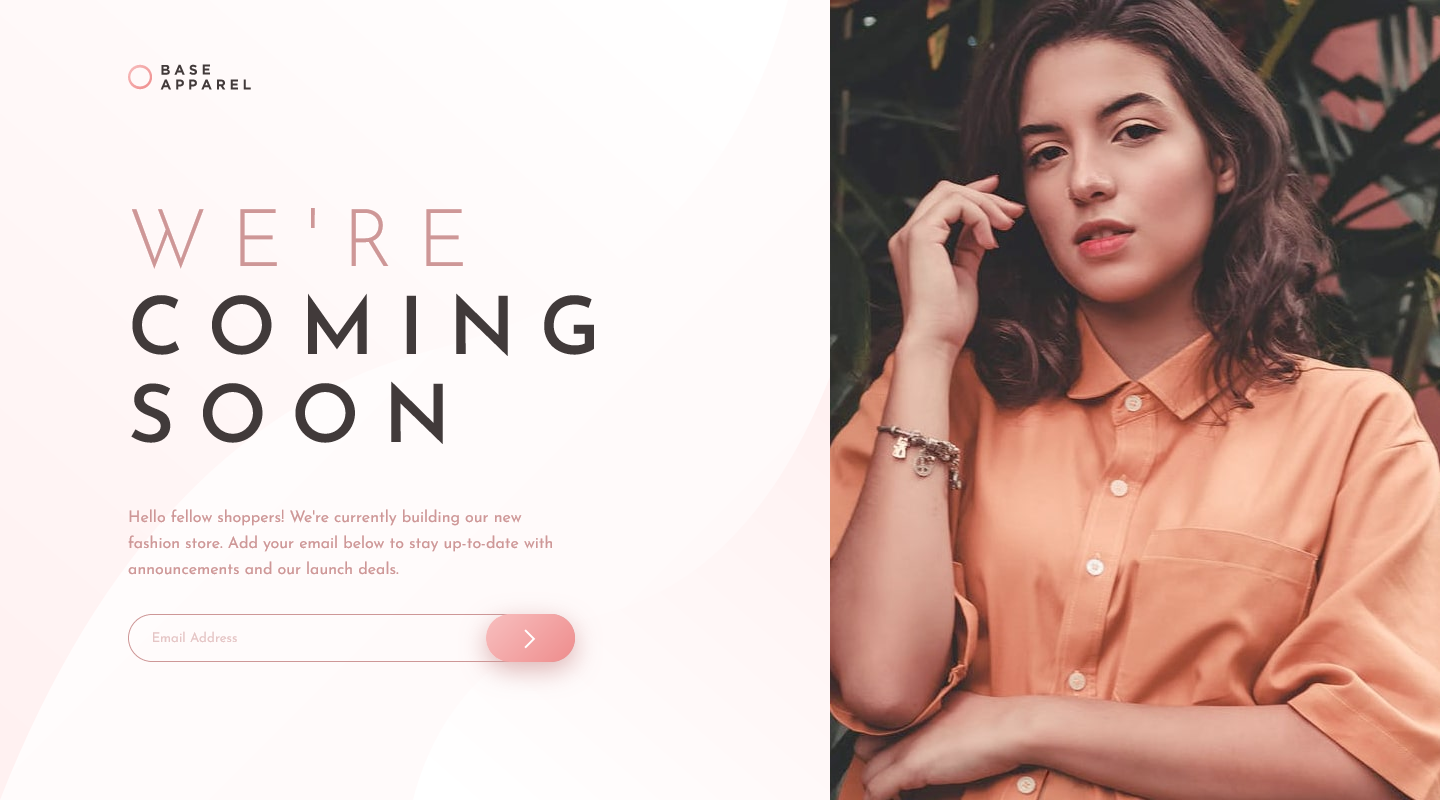 BASE
APPAREL
WE'RE
COMING
SOON
Hello fellow shoppers! We're currently building our new
fashion store. Add your email below to stay up-to-date with
announcements and our launch deals.
Email Address